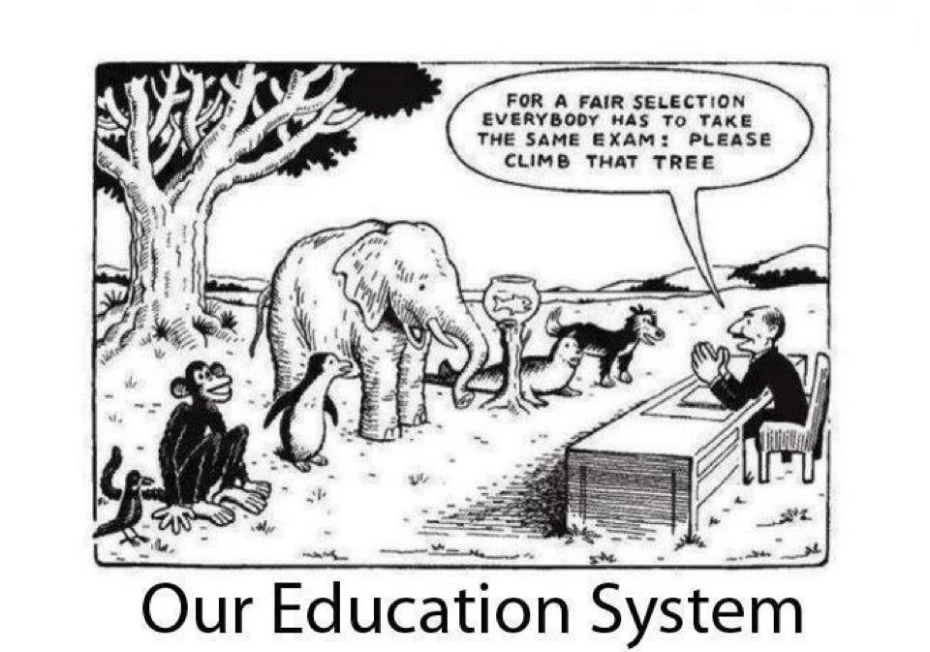 FOR A FAIR SELECTION
EVERYBODY HAS TO TAKE
THE SAME EXAM: PLEASE
CLIMB THAT TREE
Our Education System